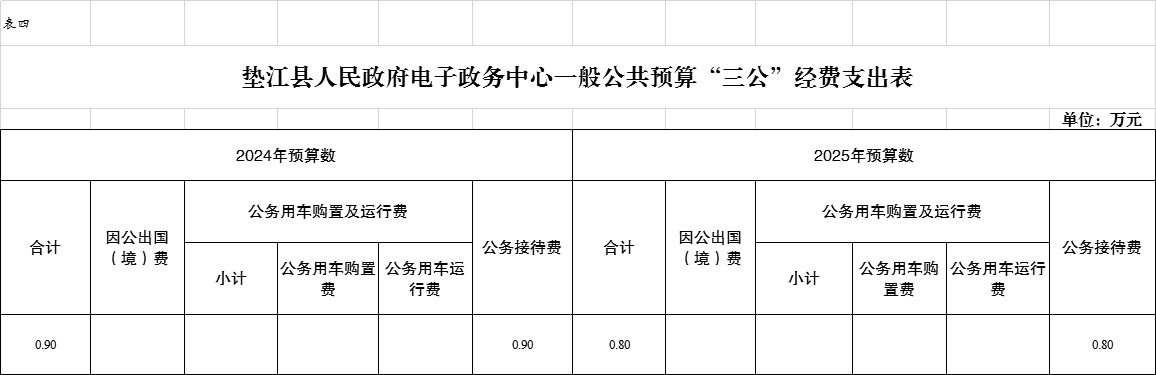 表四
垫江县人民政府电子政务中心一般公共预算“三公”经费支出表
单位：万元
2024年预算数
2025年预算数
合计
因公出国
（境）费
公务用车购置及运行费
公务接待费
合计
因公出国
（境）费
公务用车购置及运行费
公务接待费
小计
公务用车购置
费
公务用车运
行费
小计
公务用车购
置费
公务用车运行
费
0.90
0.90
0.80
0.80